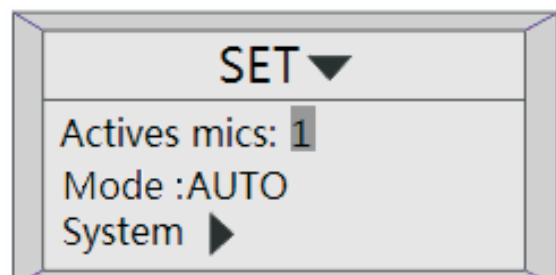 SET▼
Actives mics: 1
Mode :AUTO
System ▶